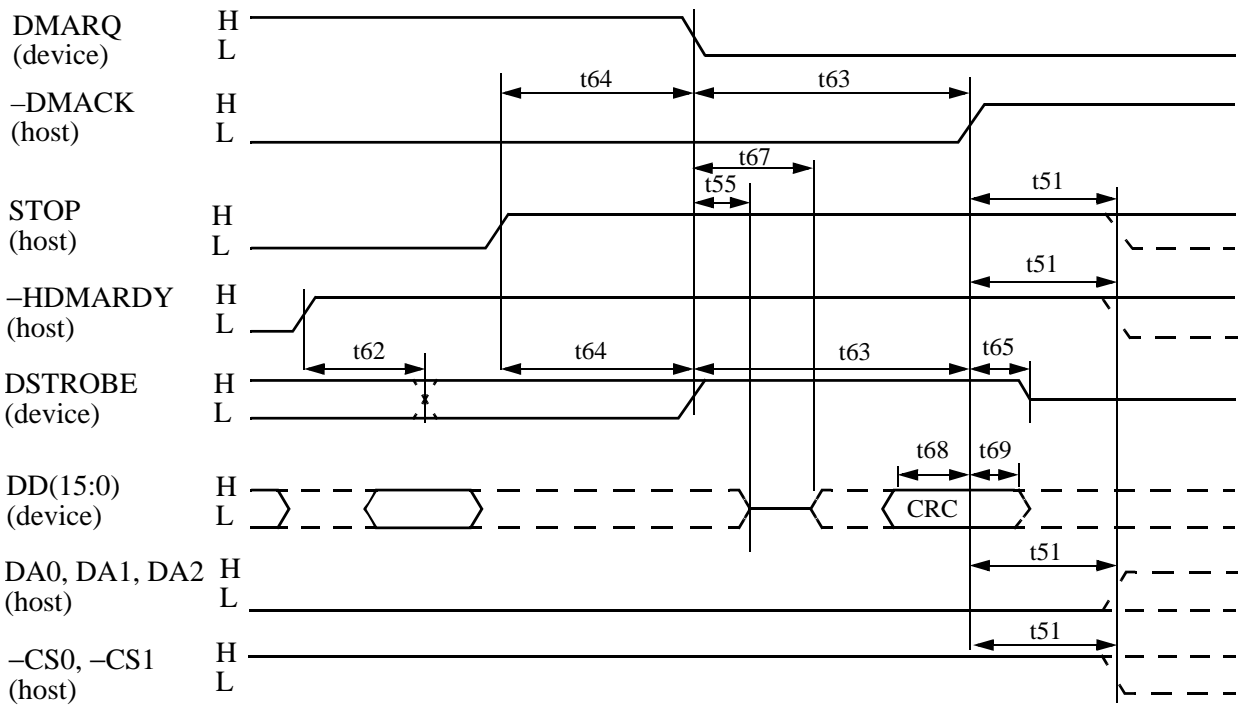 DMARQ H
(device) L
t64 t63
–DMACK H
(host) L
t67
t55 t51
STOP H
(host) L
t51
–HDMARDY H
(host) L
t62 t64 t63 t65
DSTROBE H
(device) L
t68 t69
DD(15:0) H
(device) L CRC
t51
DA0, DA1, DA2 H
(host) L
t51
–CS0, –CS1 H
(host) L